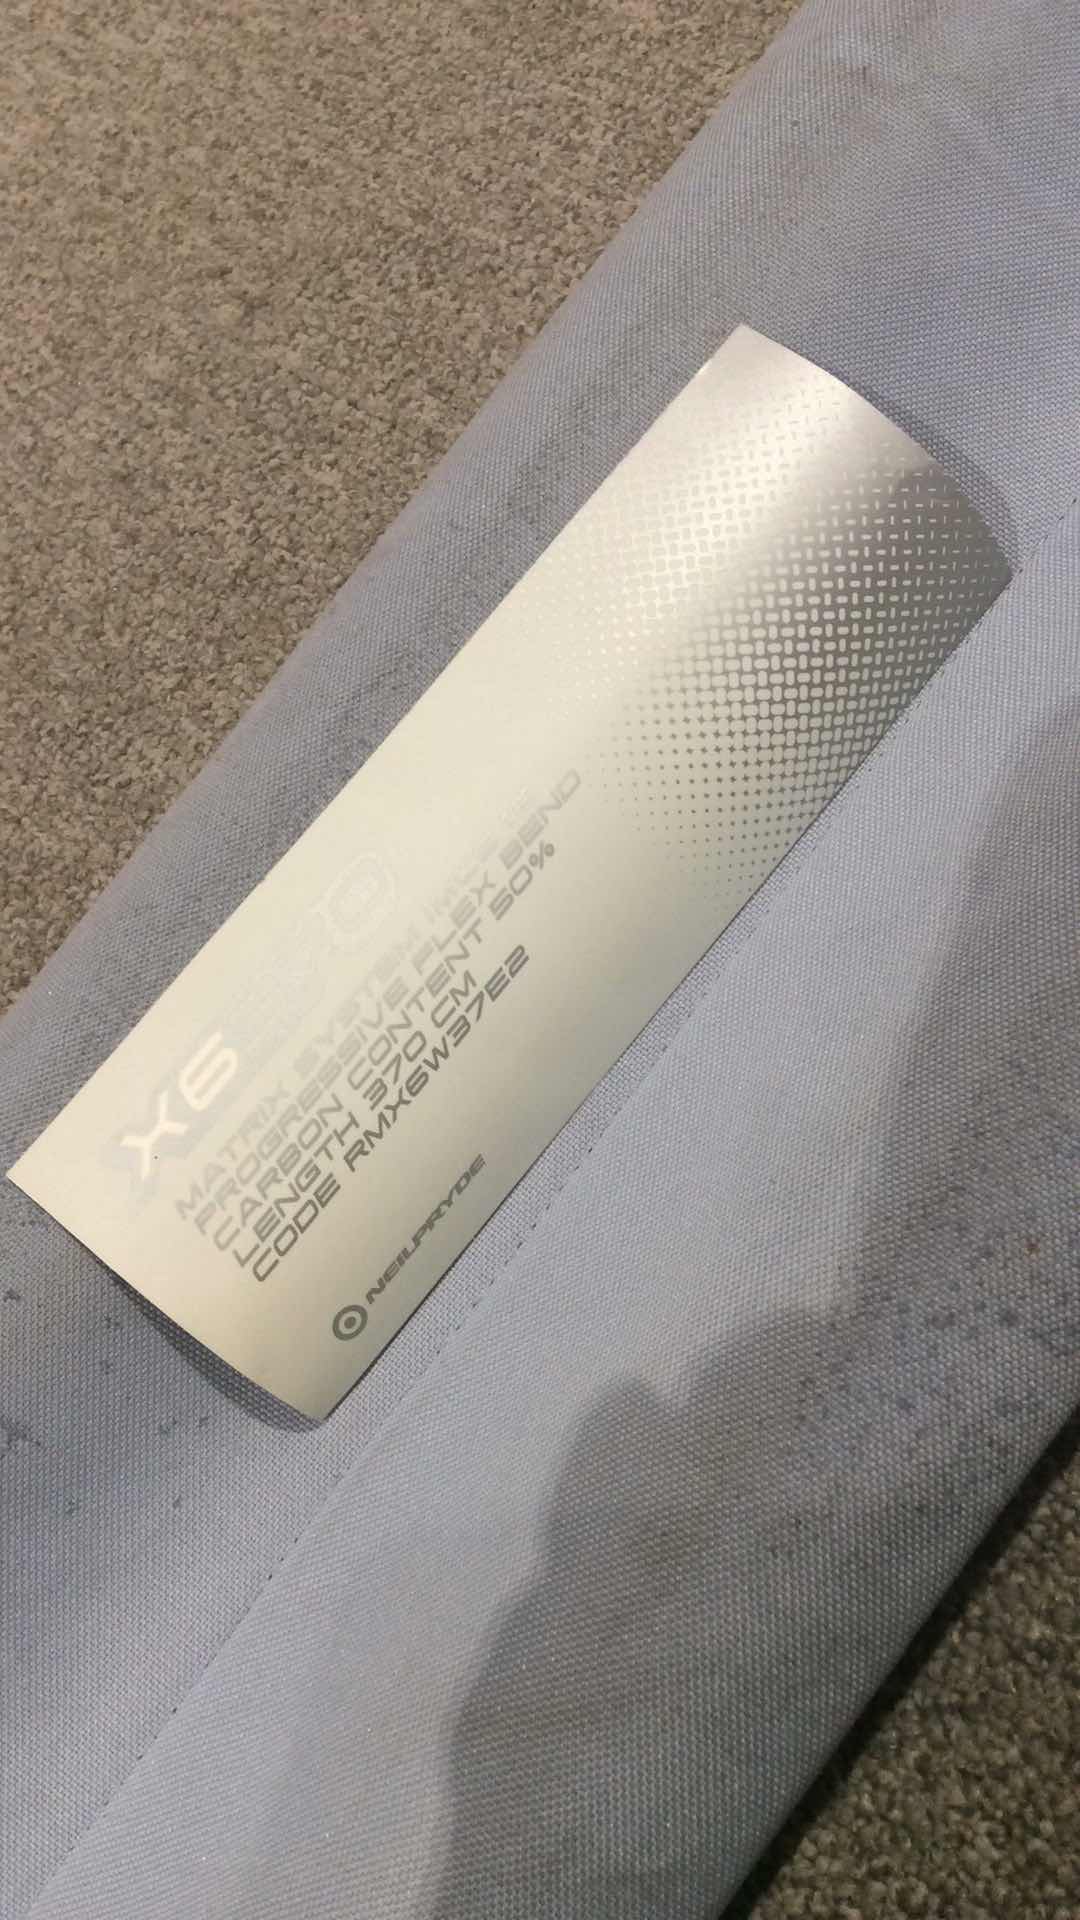 X6
MATRIX SYSTEM
PROGRESSIVE FLEX BEND
CARBON CONTENT 50%
LENGTH 370 CM
CODE RMX6W37E2
NEILPRYDE